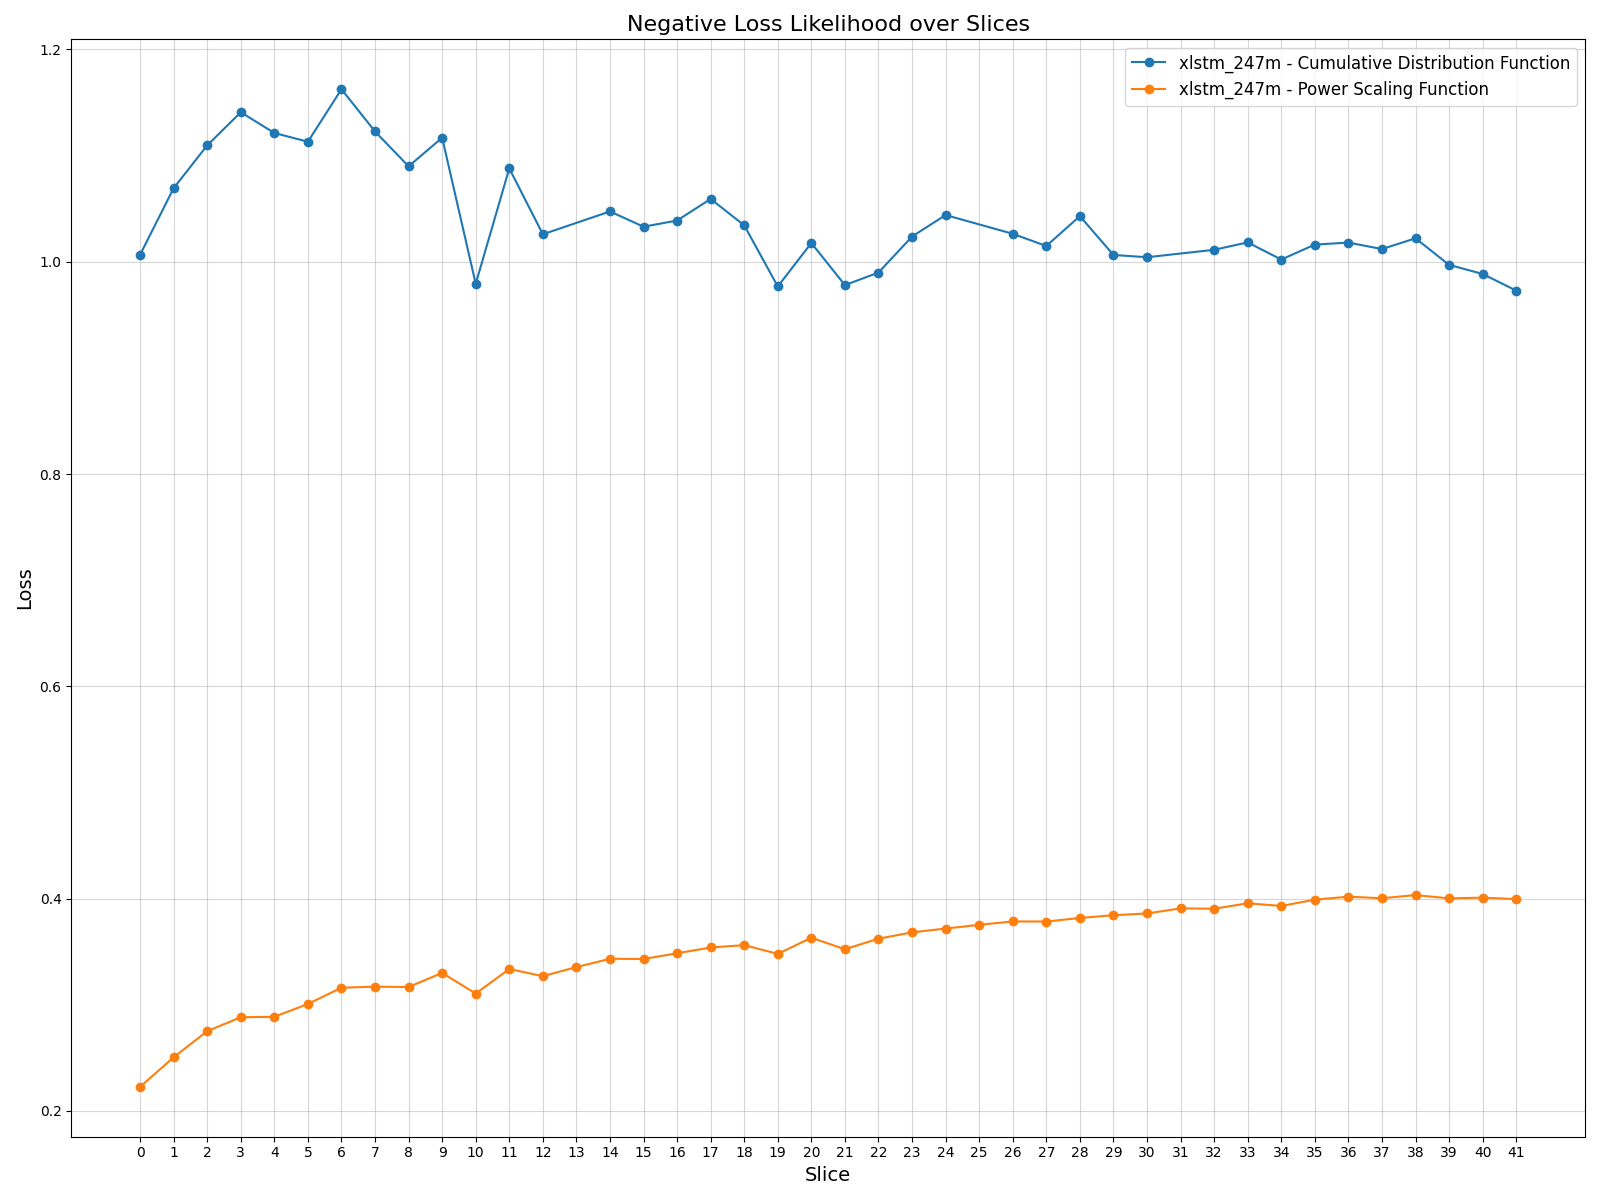 Negative Loss Likelihood over Slices
xlstm_247m - Cumulative Distribution Function
xlstm_247m - Power Scaling Function
1.2
1.0
0.8
0.6
0.4
0.2
Loss
0 1 2 3 4 5 6 7 8 9 10 11 12 13 14 15 16 17 18 19 20 21 22 23 24 25 26 27 28 29 30 31 32 33 34 35 36 37 38 39 40 41
Slice